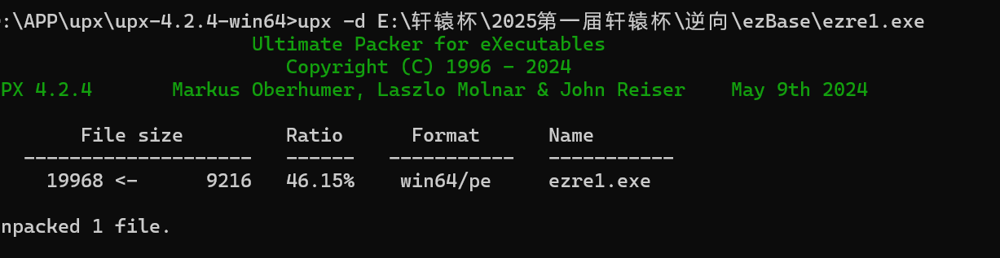 :\APP\upx\upx-4.2.4-win64>upx -d E:\轩辕杯\2025第一届轩辕杯\逆向\ezBase\ezre1.exe
Ultimate Packer for eXecutables
Copyright (C) 1996 - 2024
PX 4.2.4 Markus Oberhumer, Laszlo Molnar & John Reiser May 9th 2024
File size Ratio Format Name
-------------------- ------ ----------- -----------
19968 <- 9216 46.15% win64/pe ezre1.exe
npacked 1 file.